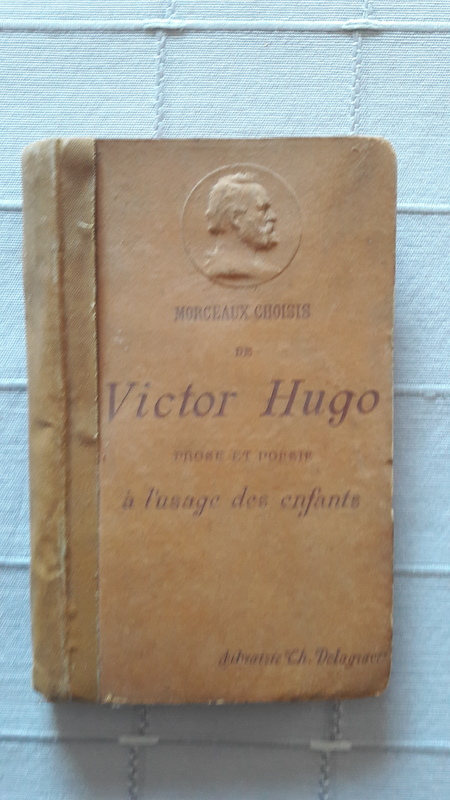 MORCEAUX CHOISIS
DE
Victor Hugo
PROSE ET POÉSIE
à l'usage des enfants
Librairie Ch. Delagrave